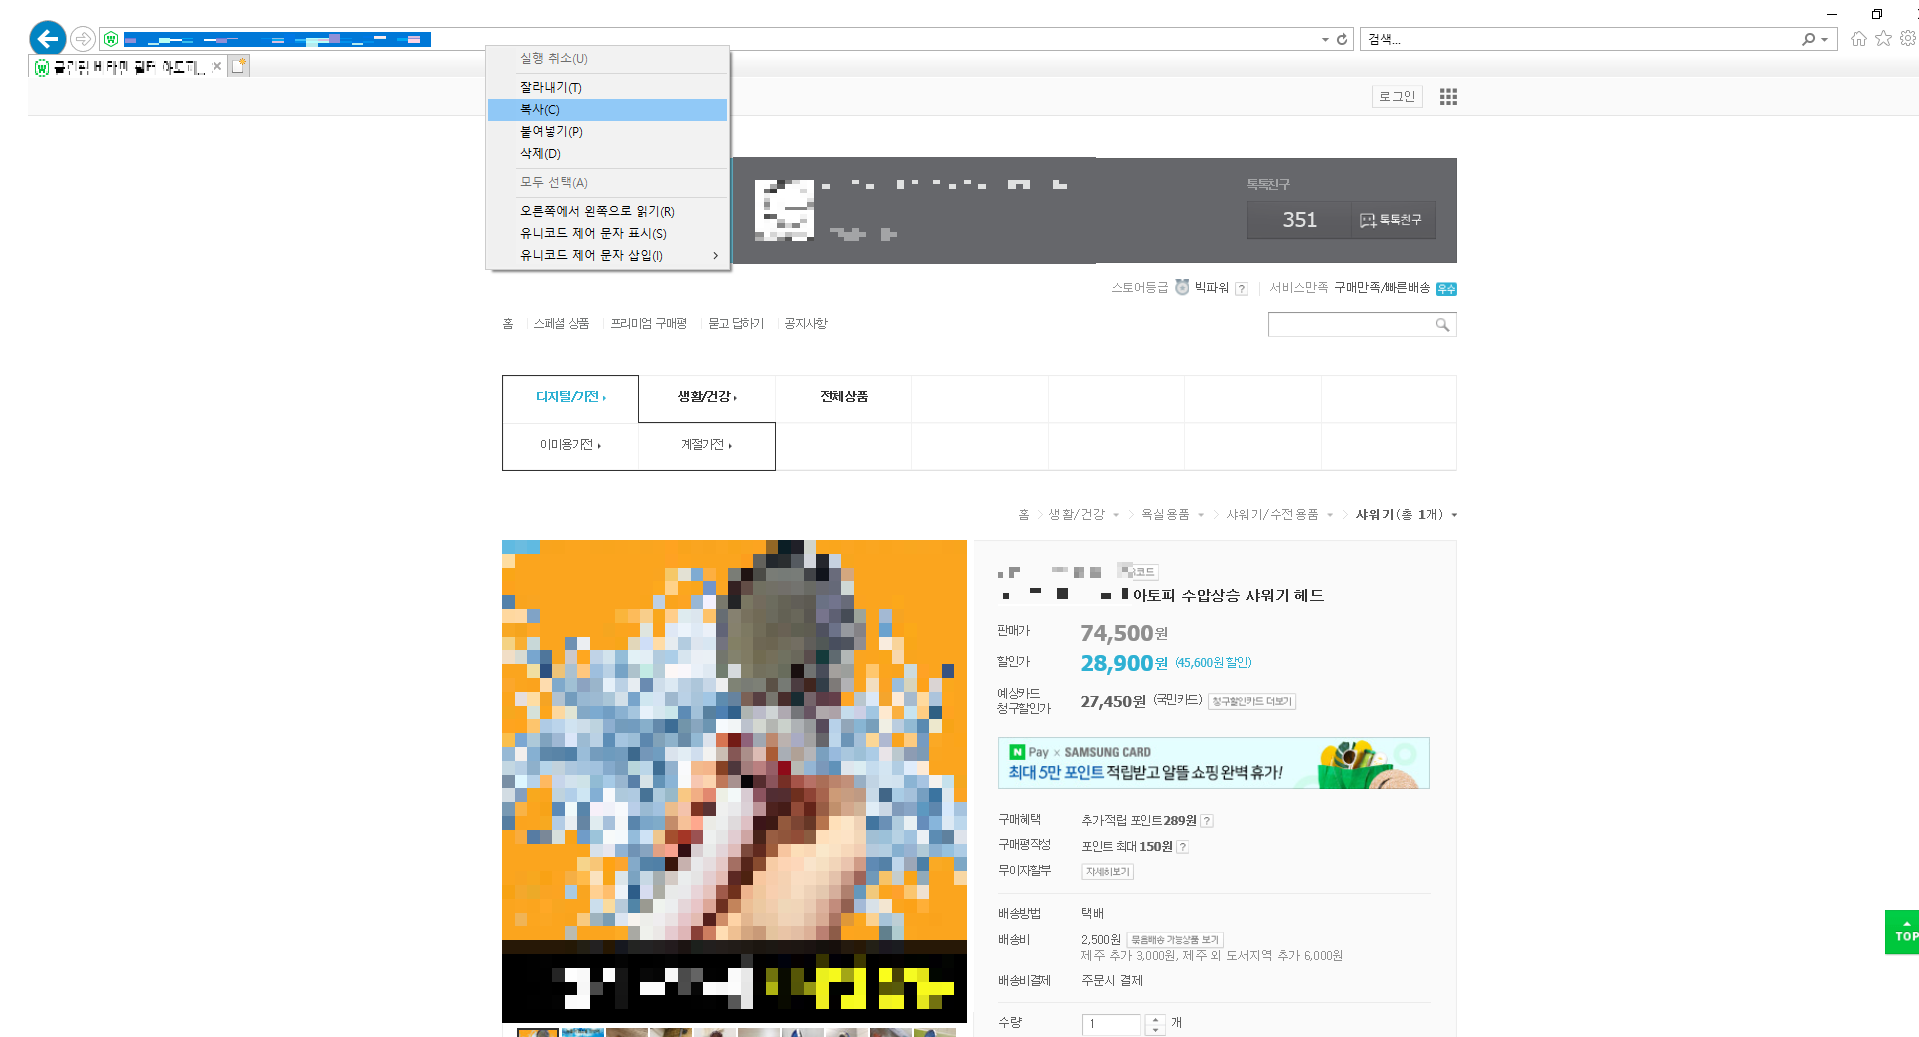 검색...
실행 취소(U)
잘라내기(T)
복사(C)
붙여넣기(P)
삭제(D)
모두 선택(A)
오른쪽에서 왼쪽으로 읽기(R)
유니코드 제어 문자 표시(S)
유니코드 제어 문자 삽입(I)
로그인
톡톡친구
351 톡톡친구
스토어등급 빅파워 ? 서비스만족 구매만족/빠른배송 우수
홈 스페셜 상품 프리미엄 구매평 묻고 답하기 공지사항
디지털/가전 생활/건강 전체상품
이미용가전 계절가전
홈 생활/건강 욕실용품 샤워기/수전용품 샤워기(총 1개)
코드
아토피 수압상승 샤워기 헤드
판매가 74,500원
할인가 28,900원 (45,600원 할인)
예상카드
청구할인가 27,450원 (국민카드) 청구할인카드 더보기
N Pay × SAMSUNG CARD
최대 5만 포인트 적립받고 알뜰 쇼핑 완벽 휴가!
구매혜택 추가적립 포인트 289원 ?
구매평작성 포인트 최대 150원 ?
무이자할부 자세히보기
배송방법 택배
배송비 2,500원 묶음배송 가능상품 보기
제주 추가 3,000원, 제주 외 도서지역 추가 6,000원
배송비결제 주문시 결제
수량 1 개
TOP